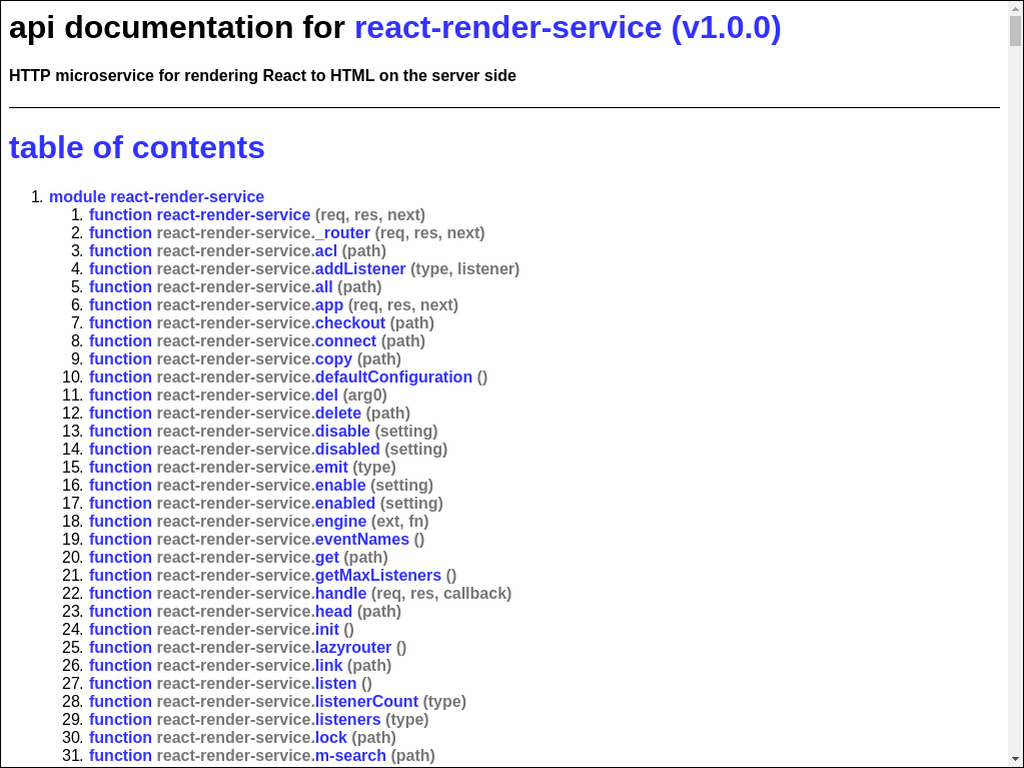 api documentation for react-render-service (v1.0.0)
HTTP microservice for rendering React to HTML on the server side
table of contents
1. module react-render-service
1. function react-render-service (req, res, next)
2. function react-render-service._router (req, res, next)
3. function react-render-service.acl (path)
4. function react-render-service.addListener (type, listener)
5. function react-render-service.all (path)
6. function react-render-service.app (req, res, next)
7. function react-render-service.checkout (path)
8. function react-render-service.connect (path)
9. function react-render-service.copy (path)
10. function react-render-service.defaultConfiguration ()
11. function react-render-service.del (arg0)
12. function react-render-service.delete (path)
13. function react-render-service.disable (setting)
14. function react-render-service.disabled (setting)
15. function react-render-service.emit (type)
16. function react-render-service.enable (setting)
17. function react-render-service.enabled (setting)
18. function react-render-service.engine (ext, fn)
19. function react-render-service.eventNames ()
20. function react-render-service.get (path)
21. function react-render-service.getMaxListeners ()
22. function react-render-service.handle (req, res, callback)
23. function react-render-service.head (path)
24. function react-render-service.init ()
25. function react-render-service.lazyrouter ()
26. function react-render-service.link (path)
27. function react-render-service.listen ()
28. function react-render-service.listenerCount (type)
29. function react-render-service.listeners (type)
30. function react-render-service.lock (path)
31. function react-render-service.m-search (path)